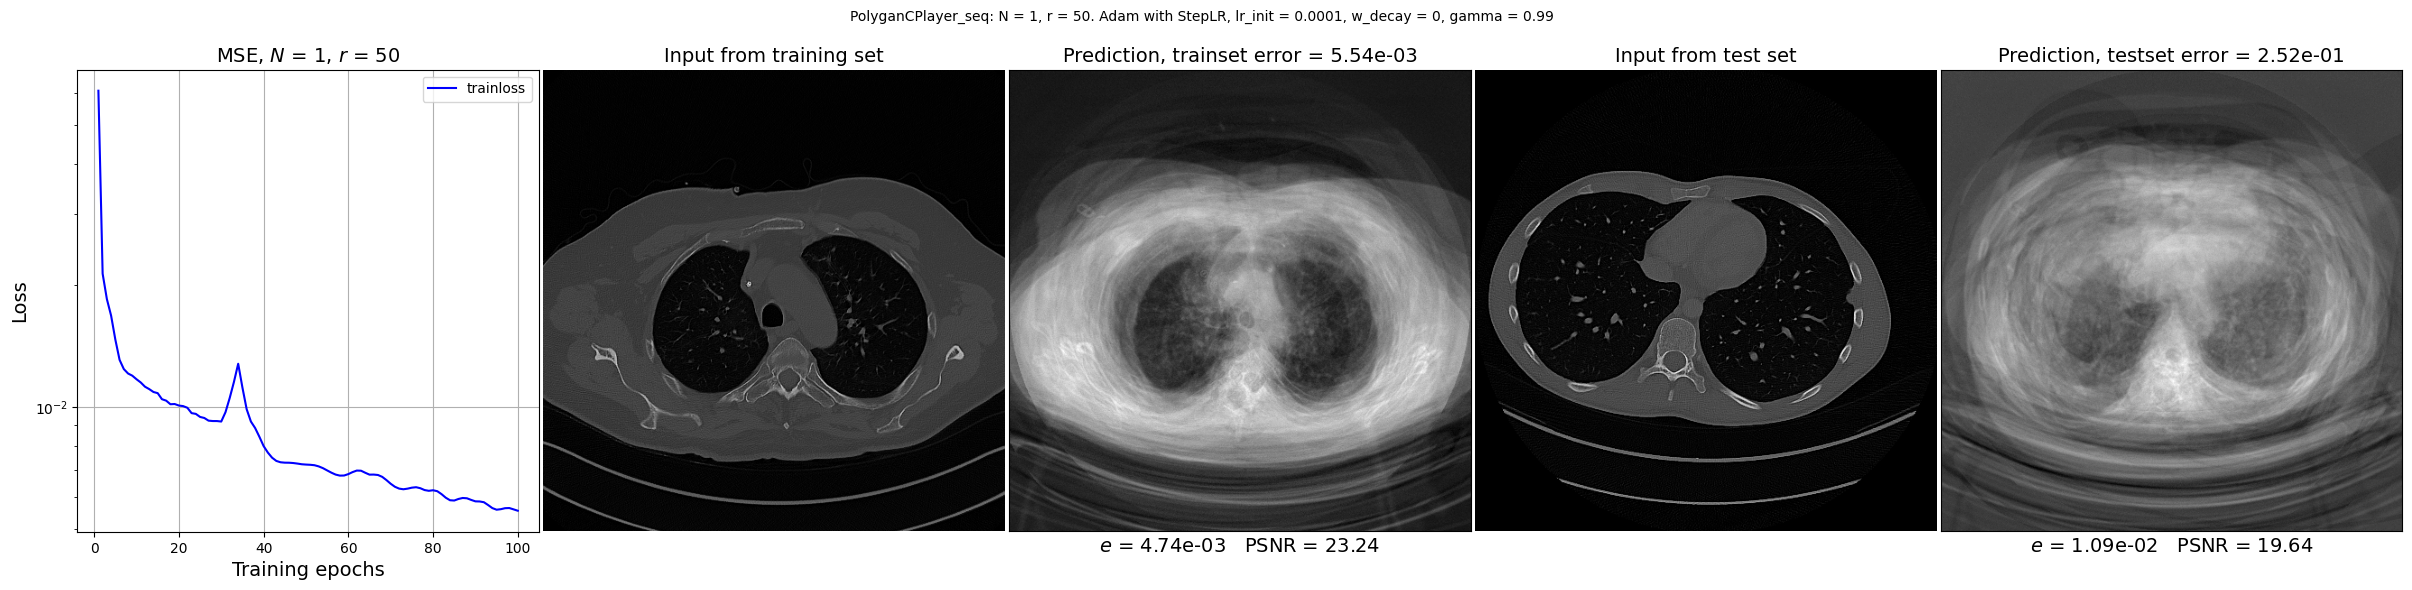 PolyganCPlayer_seq: N = 1, r = 50. Adam with StepLR, lr_init = 0.0001, w_decay = 0, gamma = 0.99
MSE, N = 1, r = 50
trainloss
Loss
10⁻²
0 20 40 60 80 100
Training epochs
Input from training set
Prediction, trainset error = 5.54e-03
e = 4.74e-03 PSNR = 23.24
Input from test set
Prediction, testset error = 2.52e-01
e = 1.09e-02 PSNR = 19.64